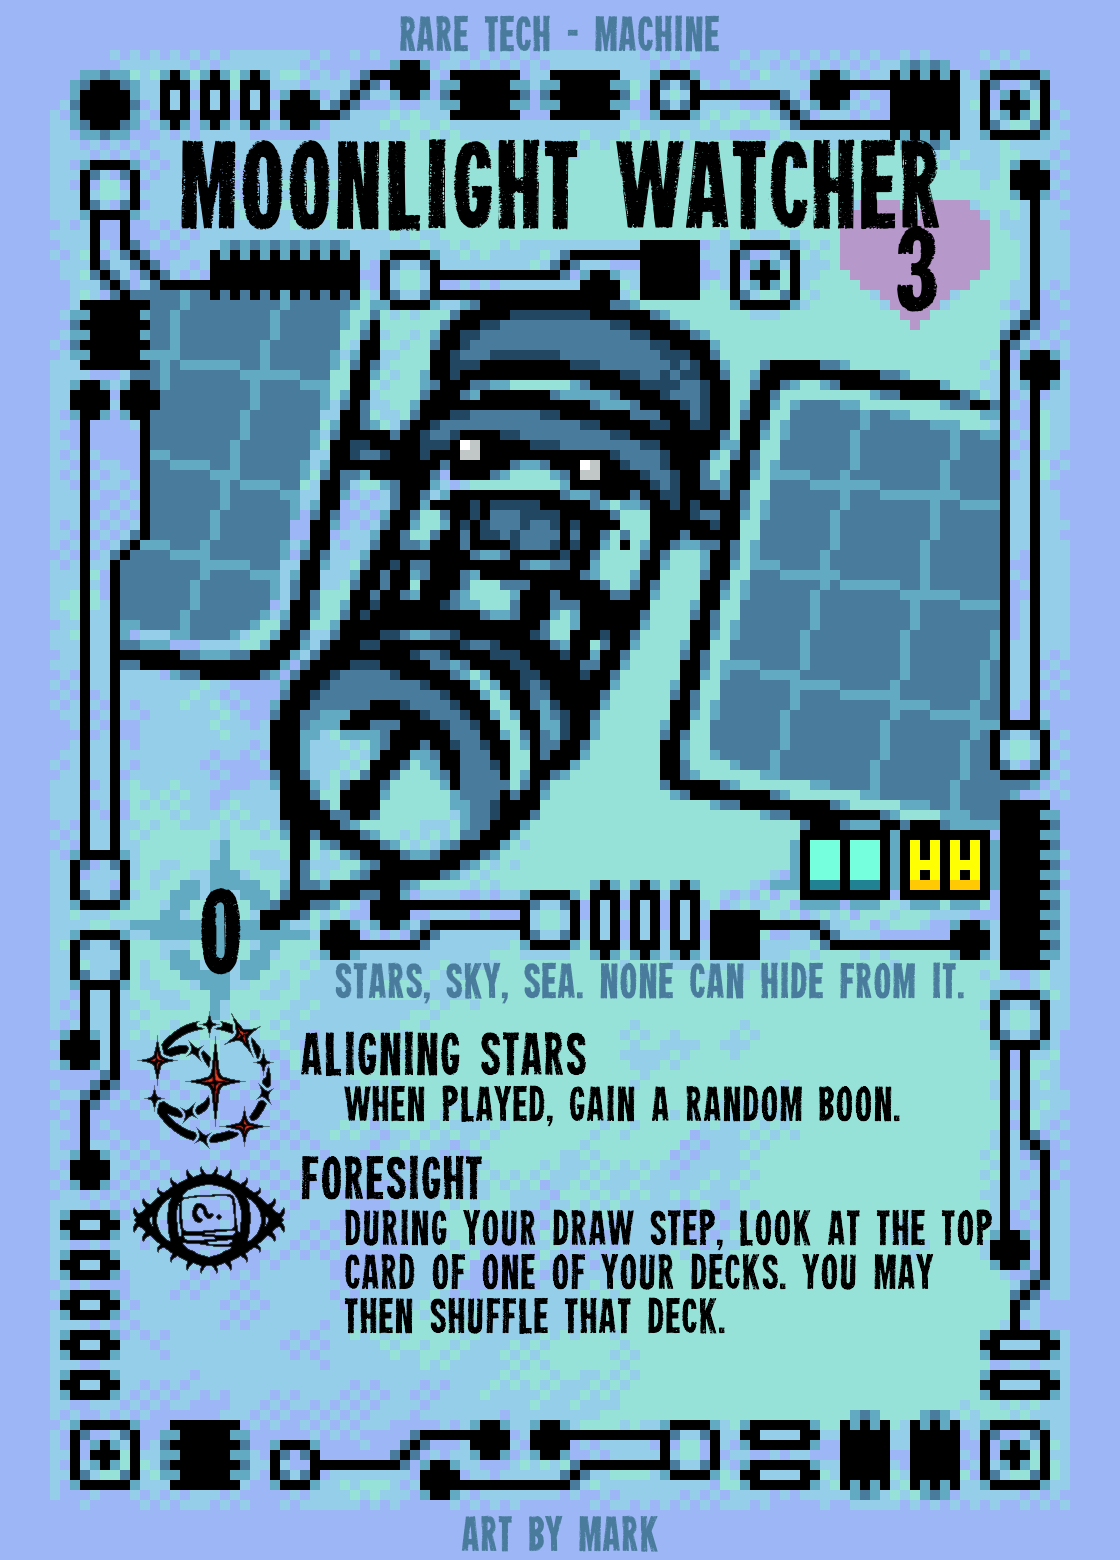 RARE TECH - MACHINE
MOONLIGHT WATCHER
3
0
STARS, SKY, SEA. NONE CAN HIDE FROM IT.
ALIGNING STARS
WHEN PLAYED, GAIN A RANDOM BOON.
FORESIGHT
?
DURING YOUR DRAW STEP, LOOK AT THE TOP
CARD OF ONE OF YOUR DECKS. YOU MAY
THEN SHUFFLE THAT DECK.
ART BY MARK